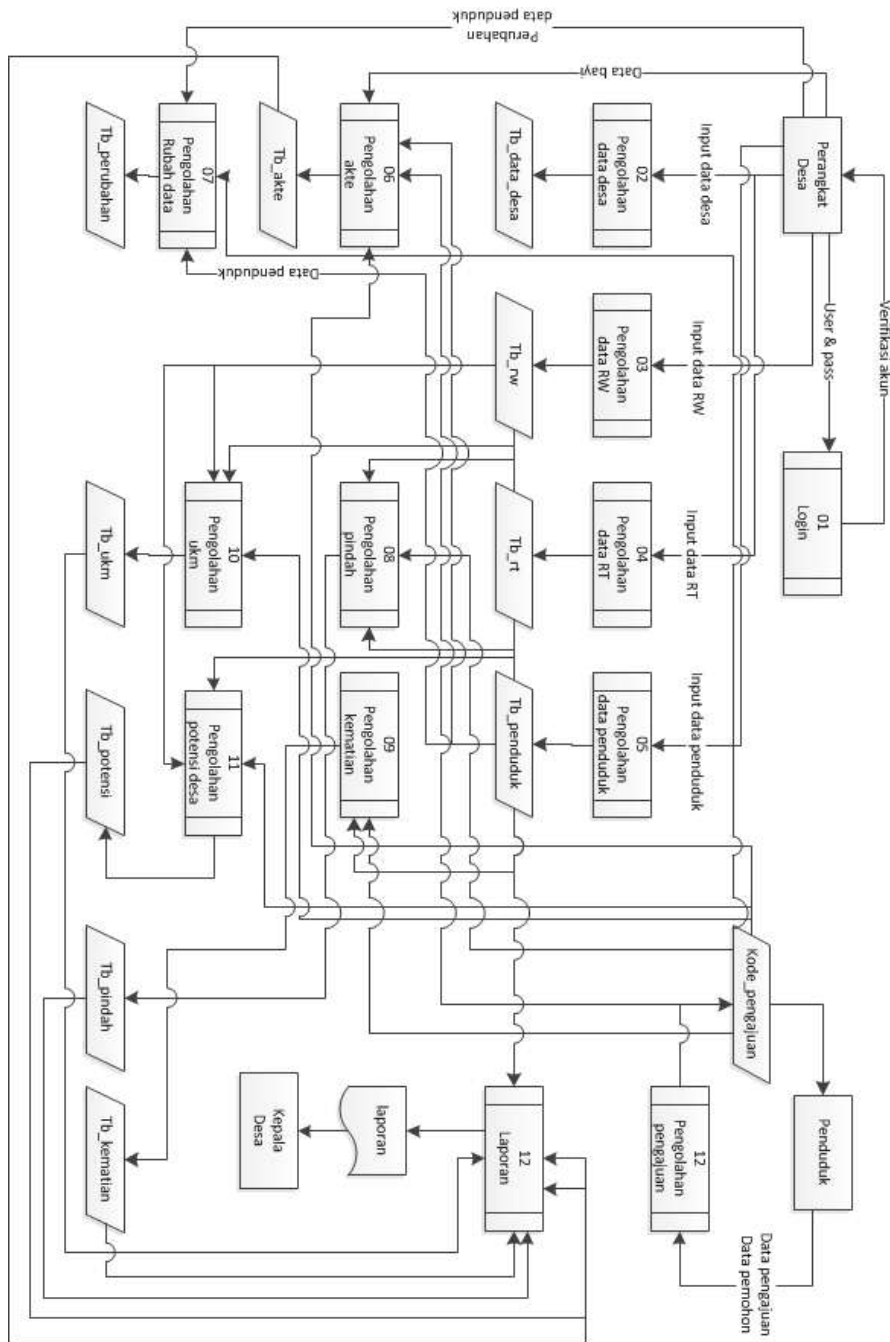 Verifikasi akun
User & pass
01
Login
Perangkat
Desa
Input data desa
Input data RW
Input data RT
Input data penduduk
Data bayi
Perubahan
data penduduk
02
Pengolahan
data desa
03
Pengolahan
data RW
04
Pengolahan
data RT
05
Pengolahan
data penduduk
Tb_data_desa
Tb_rw
Tb_rt
Tb_penduduk
06
Pengolahan
akte
08
Pengolahan
pindah
09
Pengolahan
kematian
Tb_akte
Data penduduk
07
Pengolahan
Rubah data
10
Pengolahan
ukm
11
Pengolahan
potensi desa
Tb_perubahan
Tb_ukm
Tb_potensi
Tb_pindah
Tb_kematian
Penduduk
Kode_pengajuan
Data pengajuan
Data pemohon
12
Pengolahan
pengajuan
12
Laporan
laporan
Kepala
Desa